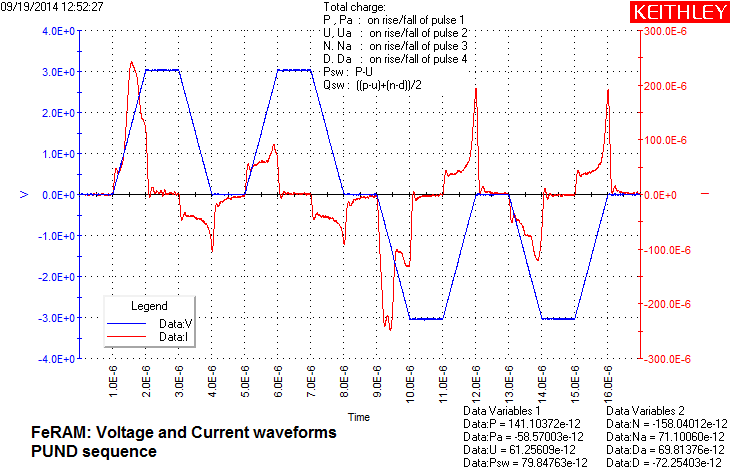 09/19/2014 12:52:27
Total charge:
P , Pa : on rise/fall of pulse 1
U, Ua : on rise/fall of pulse 2
N. Na : on rise/fall of pulse 3
D. Da : on rise/fall of pulse 4
Psw : P-U
Qsw : ((p-u)+(n-d))/2
KEITHLEY
4.0E+0
3.0E+0
2.0E+0
1.0E+0
0.0E+0
-1.0E+0
-2.0E+0
-3.0E+0
-4.0E+0
V
300.0E-6
200.0E-6
100.0E-6
0.0E+0
-100.0E-6
-200.0E-6
-300.0E-6
I
Legend
Data:V
Data:I
1.0E-6
2.0E-6
3.0E-6
4.0E-6
5.0E-6
6.0E-6
7.0E-6
8.0E-6
9.0E-6
10.0E-6
11.0E-6
12.0E-6
13.0E-6
14.0E-6
15.0E-6
16.0E-6
Time
FeRAM: Voltage and Current waveforms
PUND sequence
Data Variables 1
Data:P = 141.10372e-12
Data:Pa = -58.57003e-12
Data:U = 61.25609e-12
Data:Psw = 79.84763e-12
Data Variables 2
Data:N = -158.04012e-12
Data:Na = 71.10060e-12
Data:Da = 69.81376e-12
Data:D = -72.25403e-12